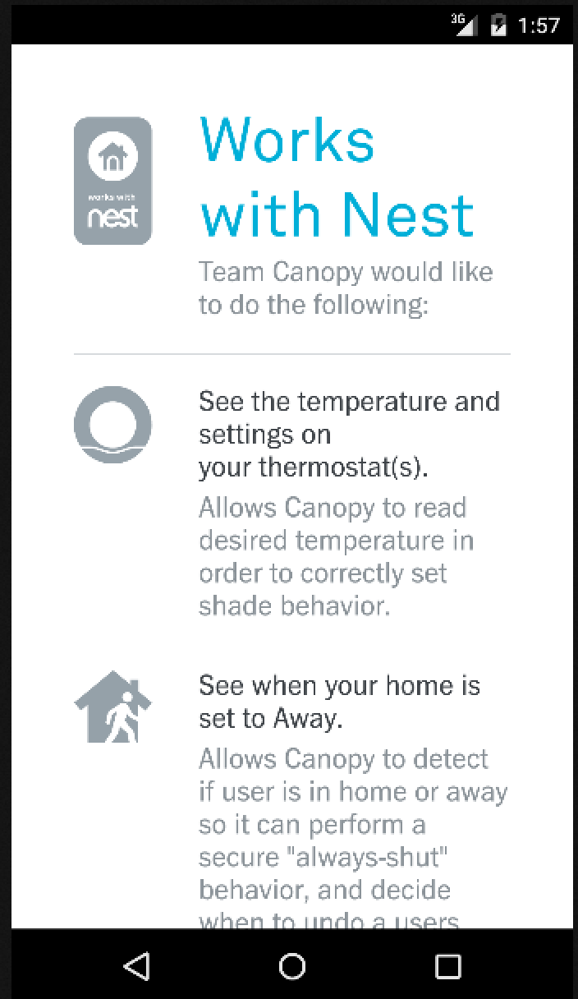 3G 1:57
Works
with Nest
works with
nest
Team Canopy would like
to do the following:
See the temperature and
settings on
your thermostat(s).
Allows Canopy to read
desired temperature in
order to correctly set
shade behavior.
See when your home is
set to Away.
Allows Canopy to detect
if user is in home or away
so it can perform a
secure "always-shut"
behavior, and decide
when to undo a users